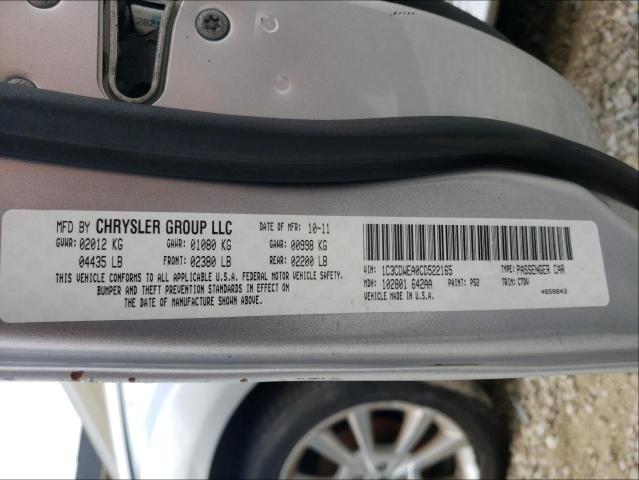 MFD BY CHRYSLER GROUP LLC DATE OF MFR: 10-11
GVWR: 02012 KG GAWR: 01080 KG GAWR: 00998 KG
04435 LB FRONT: 02380 LB REAR: 02200 LB
THIS VEHICLE CONFORMS TO ALL APPLICABLE U.S.A. FEDERAL MOTOR VEHICLE SAFETY,
BUMPER AND THEFT PREVENTION STANDARDS IN EFFECT ON
THE DATE OF MANUFACTURE SHOWN ABOVE.
VIN: 1C3CDWEA0CD522165 TYPE: PASSENGER CAR
MDH: 102801 642AA PAINT: PS2 TRIM: C7DV
VEHICLE MADE IN U.S.A. 4658843